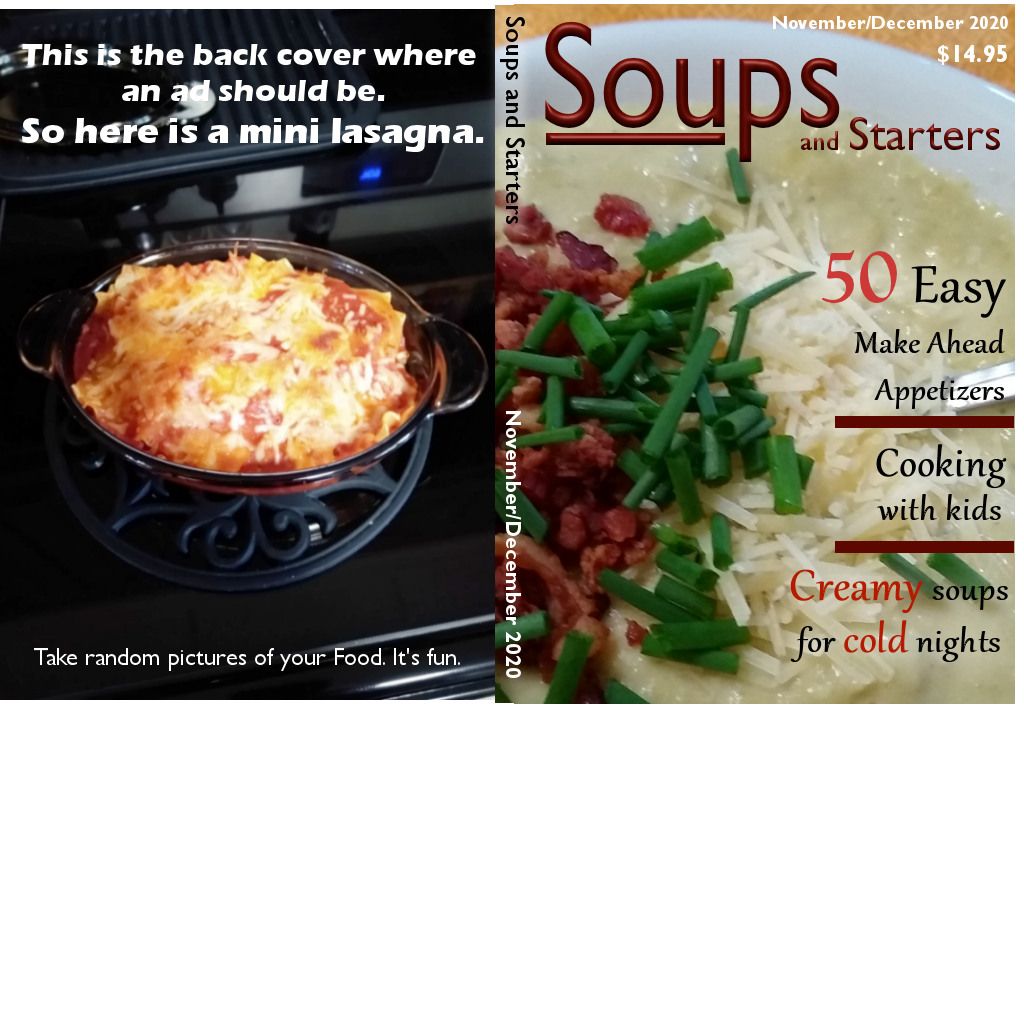 This is the back cover where
an ad should be.
So here is a mini lasagna.
Take random pictures of your Food. It's fun.
Soups and Starters
November/December 2020
November/December 2020
$14.95
Soups
and Starters
50 Easy
Make Ahead
Appetizers
Cooking
with kids
Creamy soups
for cold nights